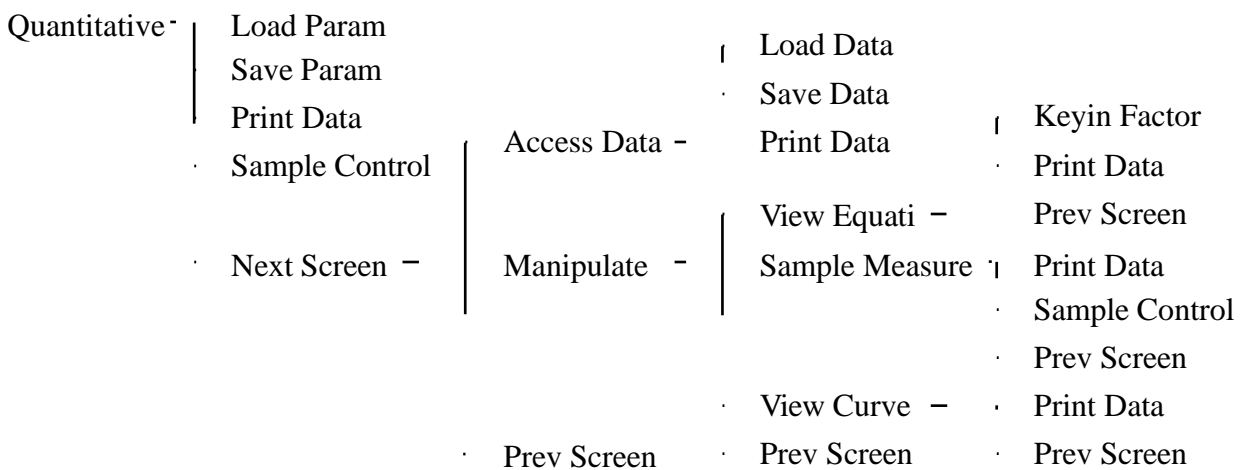 Quantitative
Load Param
Save Param
Print Data
Sample Control
Next Screen
Access Data
Manipulate
Prev Screen
Load Data
Save Data
Print Data
View Equati
Sample Measure
View Curve
Prev Screen
Keyin Factor
Print Data
Prev Screen
Print Data
Sample Control
Prev Screen
Print Data
Prev Screen